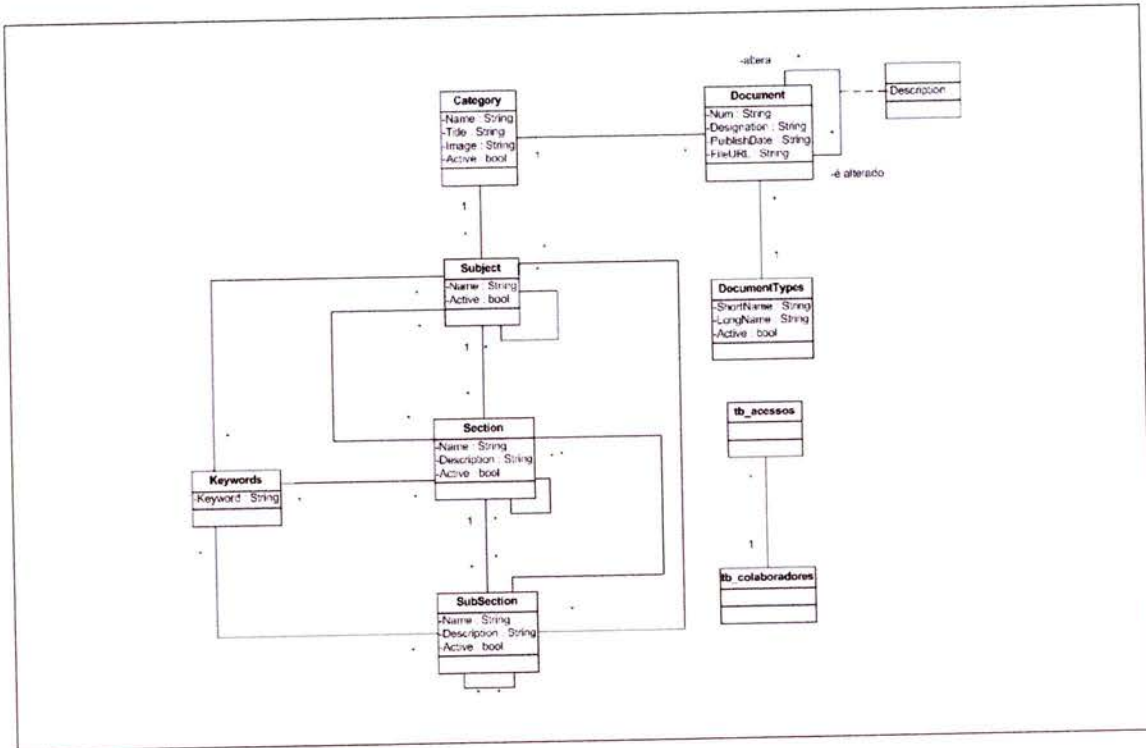 -altera
*
Description
Document
-Num : String
-Designation : String
-PublishDate : String
-FileURL : String
*
-é alterado
Category
-Name : String
-Title : String
-Image : String
-Active : bool
1
*
1
*
*
1
Subject
-Name : String
-Active : bool
*
*
*
*
1
*
DocumentTypes
-ShortName : String
-LongName : String
-Active : bool
*
*
Section
-Name : String
-Description : String
-Active : bool
* *
tb_acessos
*
1
tb_colaboradores
*
Keywords
-Keyword : String
*
*
*
1
*
*
*
SubSection
-Name : String
-Description : String
-Active : bool
*
*
* *